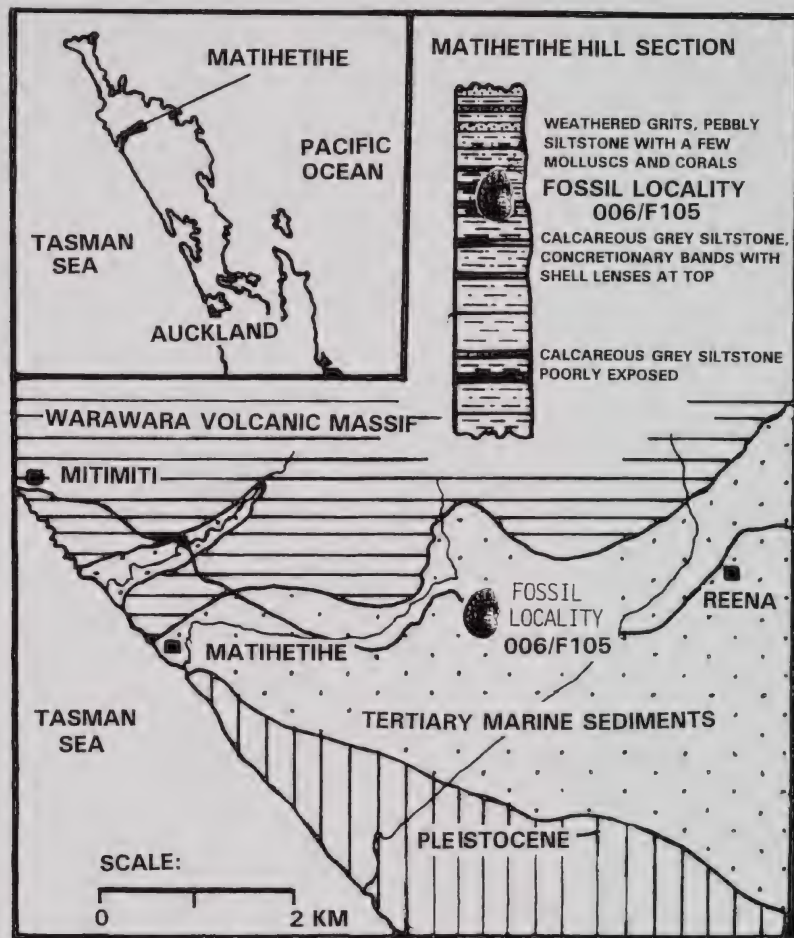 MATIHETIHE
PACIFIC
OCEAN
TASMAN
SEA
AUCKLAND
MATIHETIHE HILL SECTION
WEATHERED GRITS, PEBBLY
SILTSTONE WITH A FEW
MOLLUSCS AND CORALS
FOSSIL LOCALITY
006/F105
CALCAREOUS GREY SILTSTONE,
CONCRETIONARY BANDS WITH
SHELL LENSES AT TOP
CALCAREOUS GREY SILTSTONE
POORLY EXPOSED
WARAWARA VOLCANIC MASSIF
MITIMITI
FOSSIL
LOCALITY
006/F105
REENA
MATIHETIHE
TASMAN
SEA
TERTIARY MARINE SEDIMENTS
PLEISTOCENE
SCALE:
0 2 KM